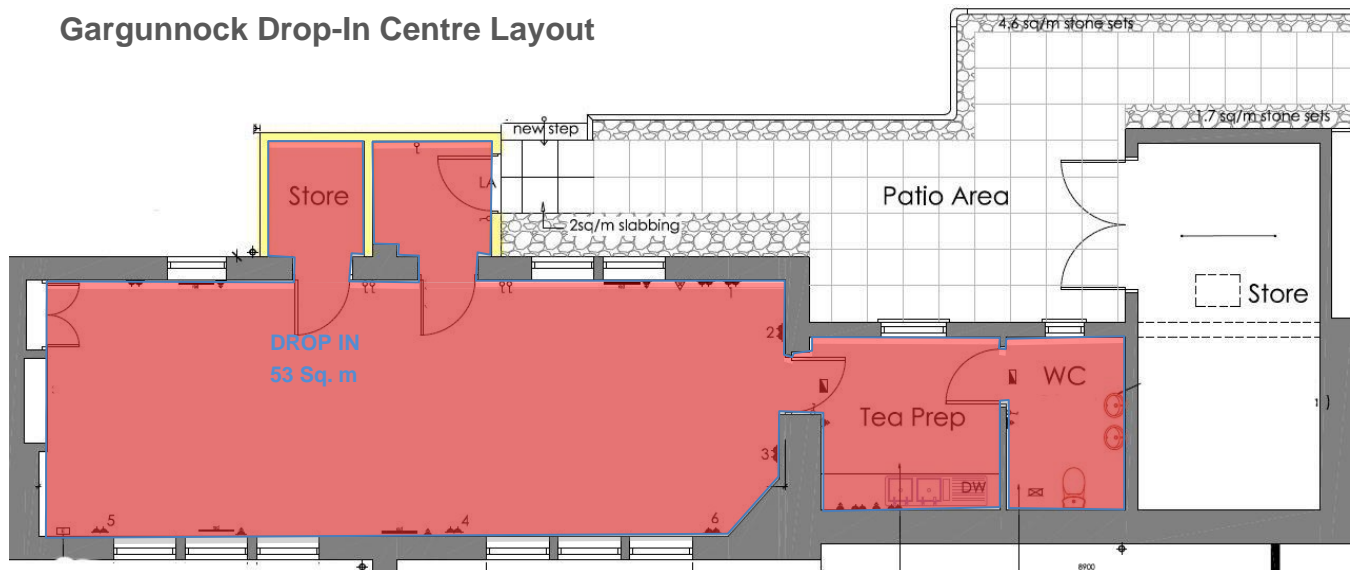 Gargunnock Drop-In Centre Layout
4.6 sq/m stone sets
1.7 sq/m stone sets
new step
Store
LA
Patio Area
2sq/m slabbing
Store
DROP IN
53 Sq. m
2
WC
Tea Prep
3
DW
5
4
6
8900